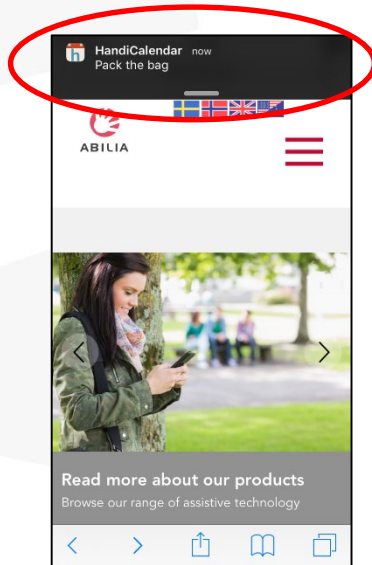 HandiCalendar now
Pack the bag
ABILIA
Read more about our products
Browse our range of assistive technology